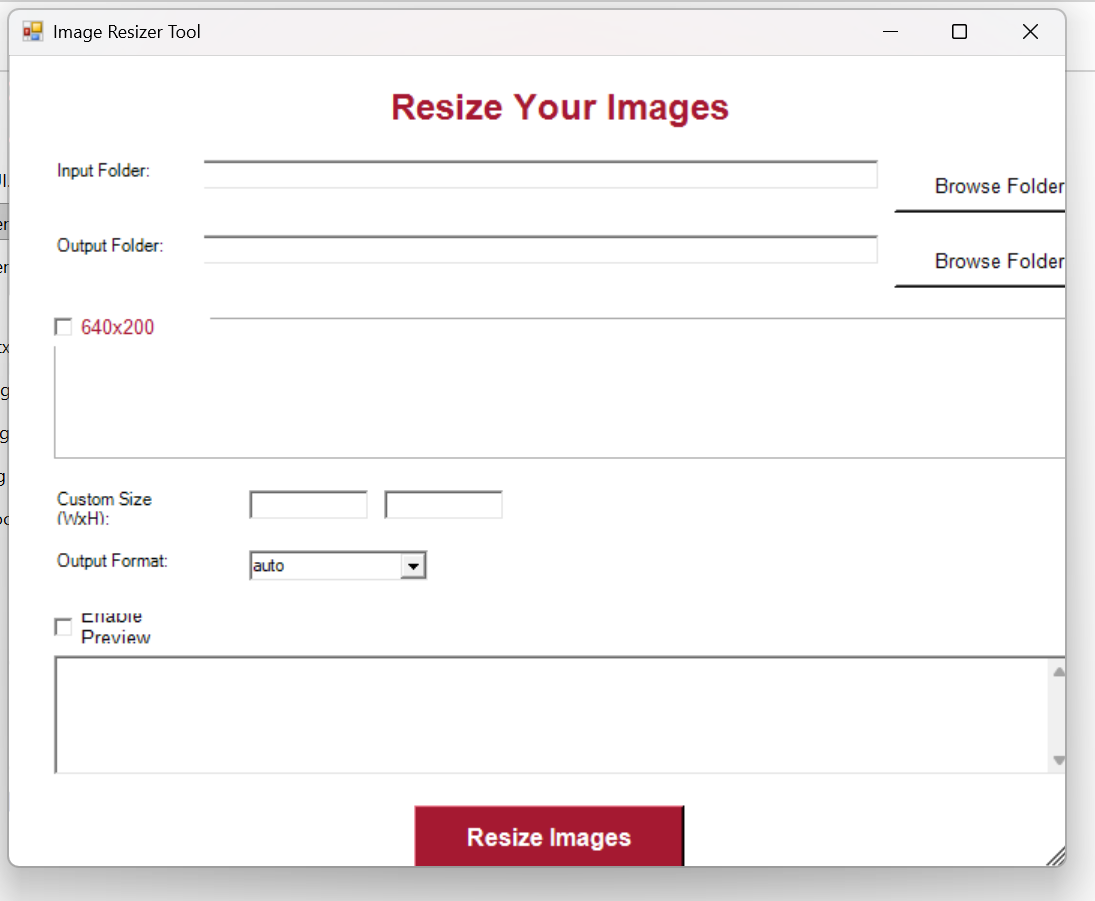 Image Resizer Tool
Resize Your Images
Input Folder:
Browse Folder
Output Folder:
Browse Folder
640x200
Custom Size
(WxH):
Output Format:
auto
Enable
Preview
Resize Images